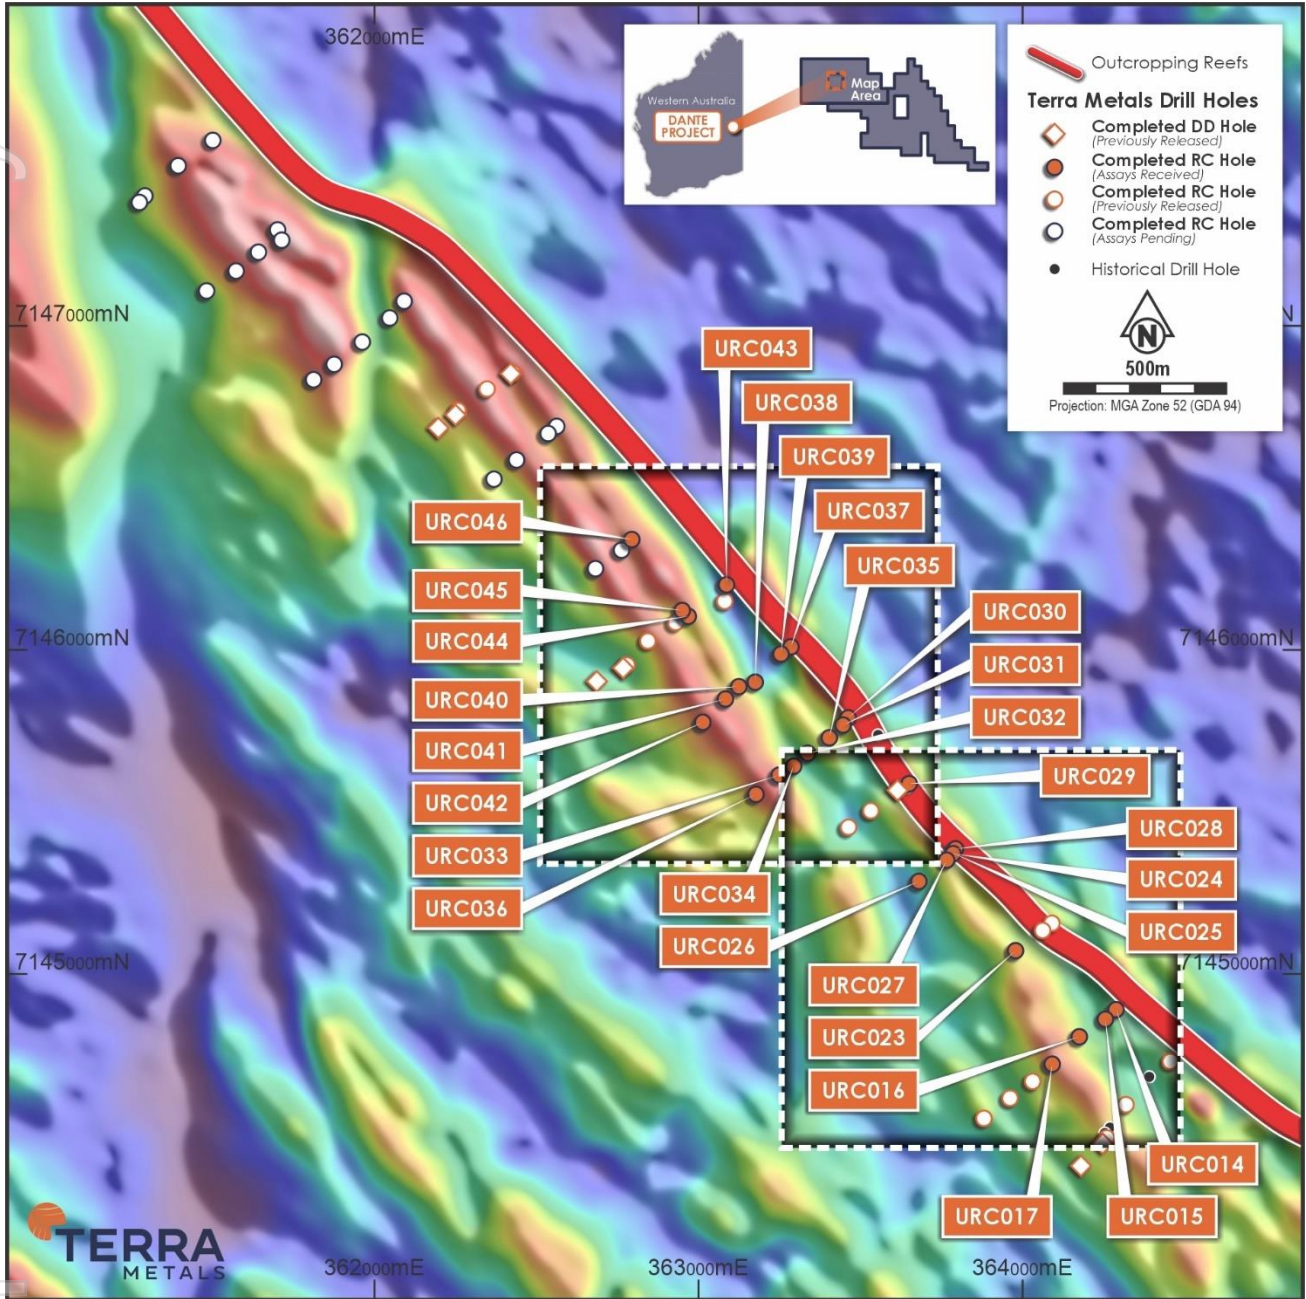 362000mE
Western Australia
DANTE
PROJECT
Map
Area
Outcropping Reefs
Terra Metals Drill Holes
Completed DD Hole
(Previously Released)
Completed RC Hole
(Assays Received)
Completed RC Hole
(Previously Released)
Completed RC Hole
(Assays Pending)
Historical Drill Hole
N
500m
Projection: MGA Zone 52 (GDA 94)
7147000mN
N
URC043
URC038
URC039
URC037
URC046
URC035
URC045
URC030
URC044
7146000mN
7146000mN
URC031
URC040
URC032
URC041
URC029
URC042
URC028
URC033
URC024
URC034
URC036
URC025
URC026
7145000mN
7145000mN
URC027
URC023
URC016
URC014
URC017
URC015
TERRA
METALS
362000mE
363000mE
364000mE